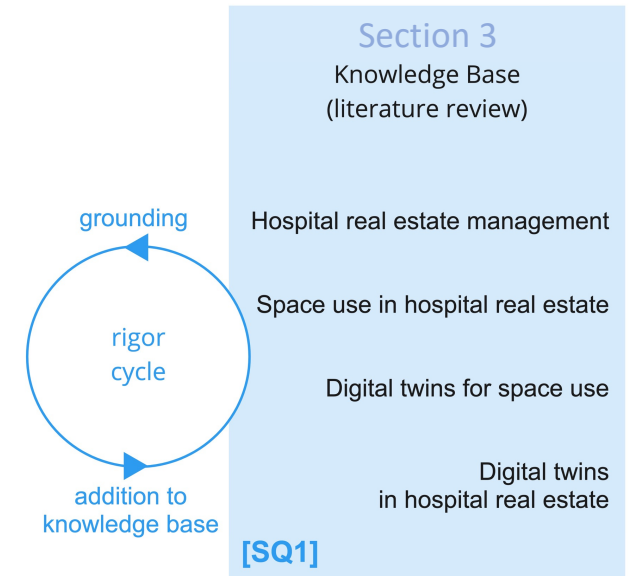 Section 3
Knowledge Base
(literature review)
grounding
Hospital real estate management
Space use in hospital real estate
rigor
cycle
Digital twins for space use
Digital twins
in hospital real estate
addition to
knowledge base
[SQ1]